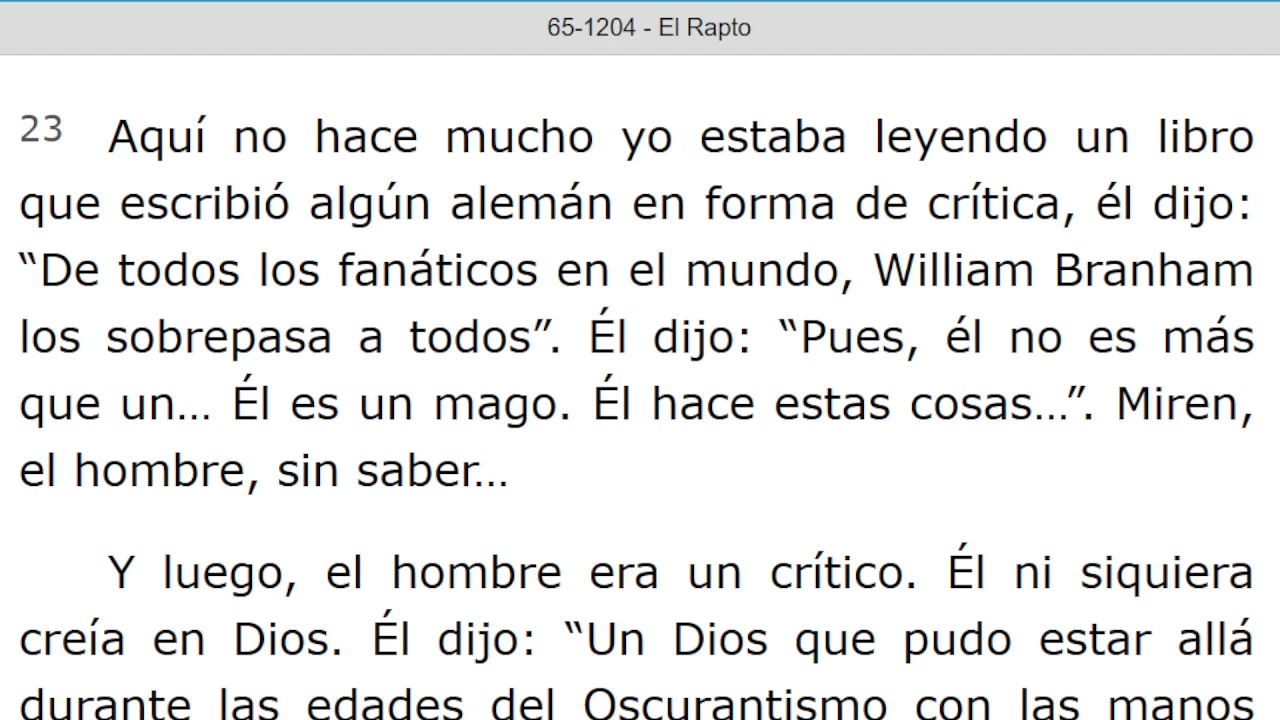 65-1204 - El Rapto
23 Aquí no hace mucho yo estaba leyendo un libro
que escribió algún alemán en forma de crítica, él dijo:
“De todos los fanáticos en el mundo, William Branham
los sobrepasa a todos”. Él dijo: “Pues, él no es más
que un… Él es un mago. Él hace estas cosas…”. Miren,
el hombre, sin saber…
Y luego, el hombre era un crítico. Él ni siquiera
creía en Dios. Él dijo: “Un Dios que pudo estar allá
durante las edades del Oscurantismo con las manos